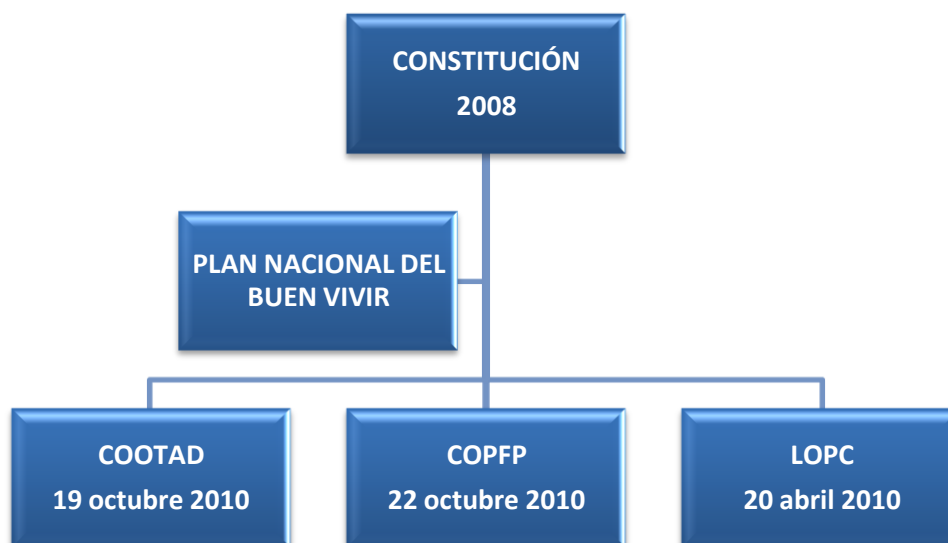 CONSTITUCIÓN
2008
PLAN NACIONAL DEL
BUEN VIVIR
COOTAD
19 octubre 2010
COPFP
22 octubre 2010
LOPC
20 abril 2010